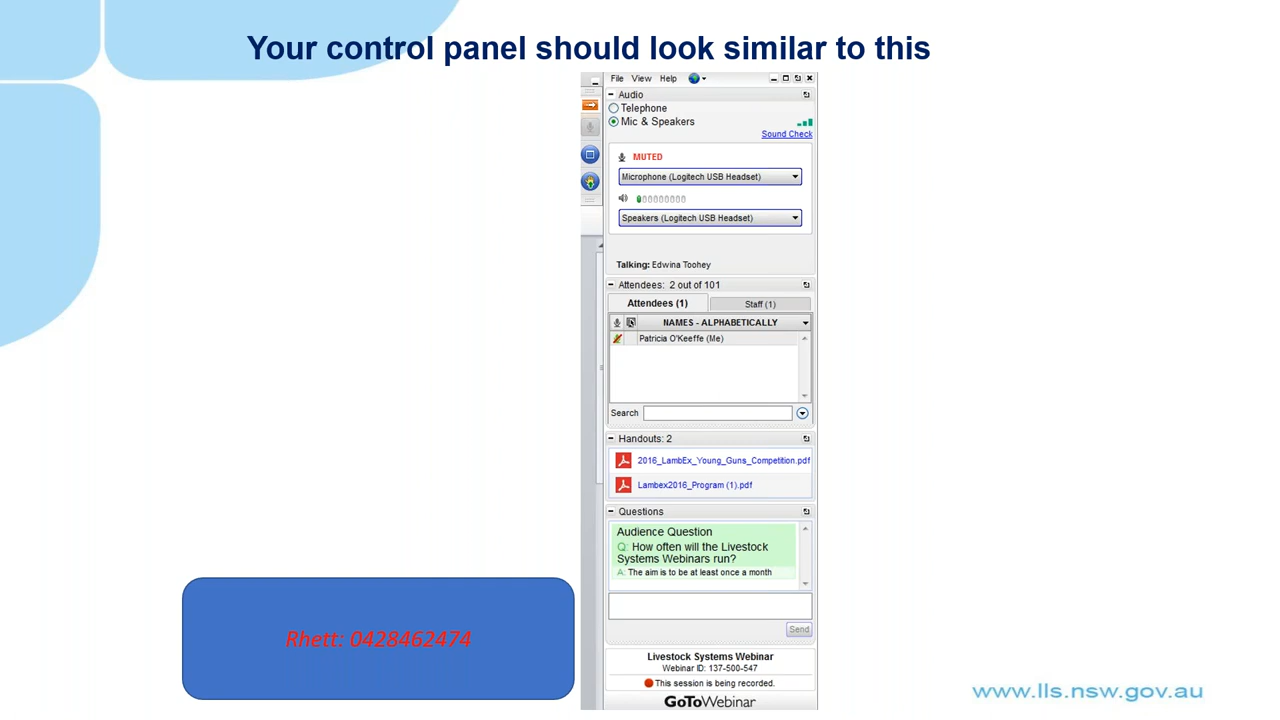 Your control panel should look similar to this
File View Help
Audio
Telephone
Mic & Speakers
Sound Check
MUTED
Microphone (Logitech USB Headset)
Speakers (Logitech USB Headset)
Talking: Edwina Toohey
Attendees: 2 out of 101
Attendees (1)
Staff (1)
NAMES - ALPHABETICALLY
Patricia O'Keeffe (Me)
Search
Handouts: 2
2016_LambEx_Young_Guns_Competition.pdf
Lambex2016_Program (1).pdf
Questions
Audience Question
Q: How often will the Livestock
Systems Webinars run?
A: The aim is to be at least once a month
Send
Livestock Systems Webinar
Webinar ID: 137-500-547
This session is being recorded.
GoToWebinar
Rhett: 0428462474
www.lls.nsw.gov.au